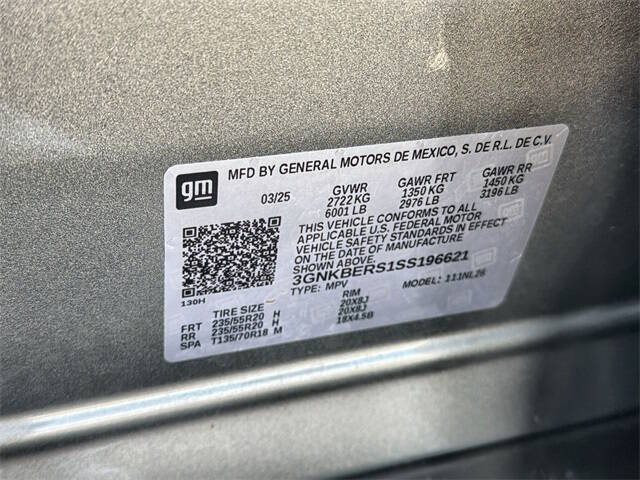 gm
MFD BY GENERAL MOTORS DE MEXICO, S. DE R.L. DE C.V.
03/25 GVWR GAWR FRT GAWR RR
2722 KG 1350 KG 1450 KG
6001 LB 2976 LB 3196 LB
THIS VEHICLE CONFORMS TO ALL
APPLICABLE U.S. FEDERAL MOTOR
VEHICLE SAFETY STANDARDS IN EFFECT
ON THE DATE OF MANUFACTURE
SHOWN ABOVE.
3GNKBERS1SS196621
TYPE: MPV MODEL: 111NL26
130H
TIRE SIZE RIM
FRT 235/55R20 H 20X8J
RR 235/55R20 H 20X8J
SPA T135/70R18 M 18X4.5B